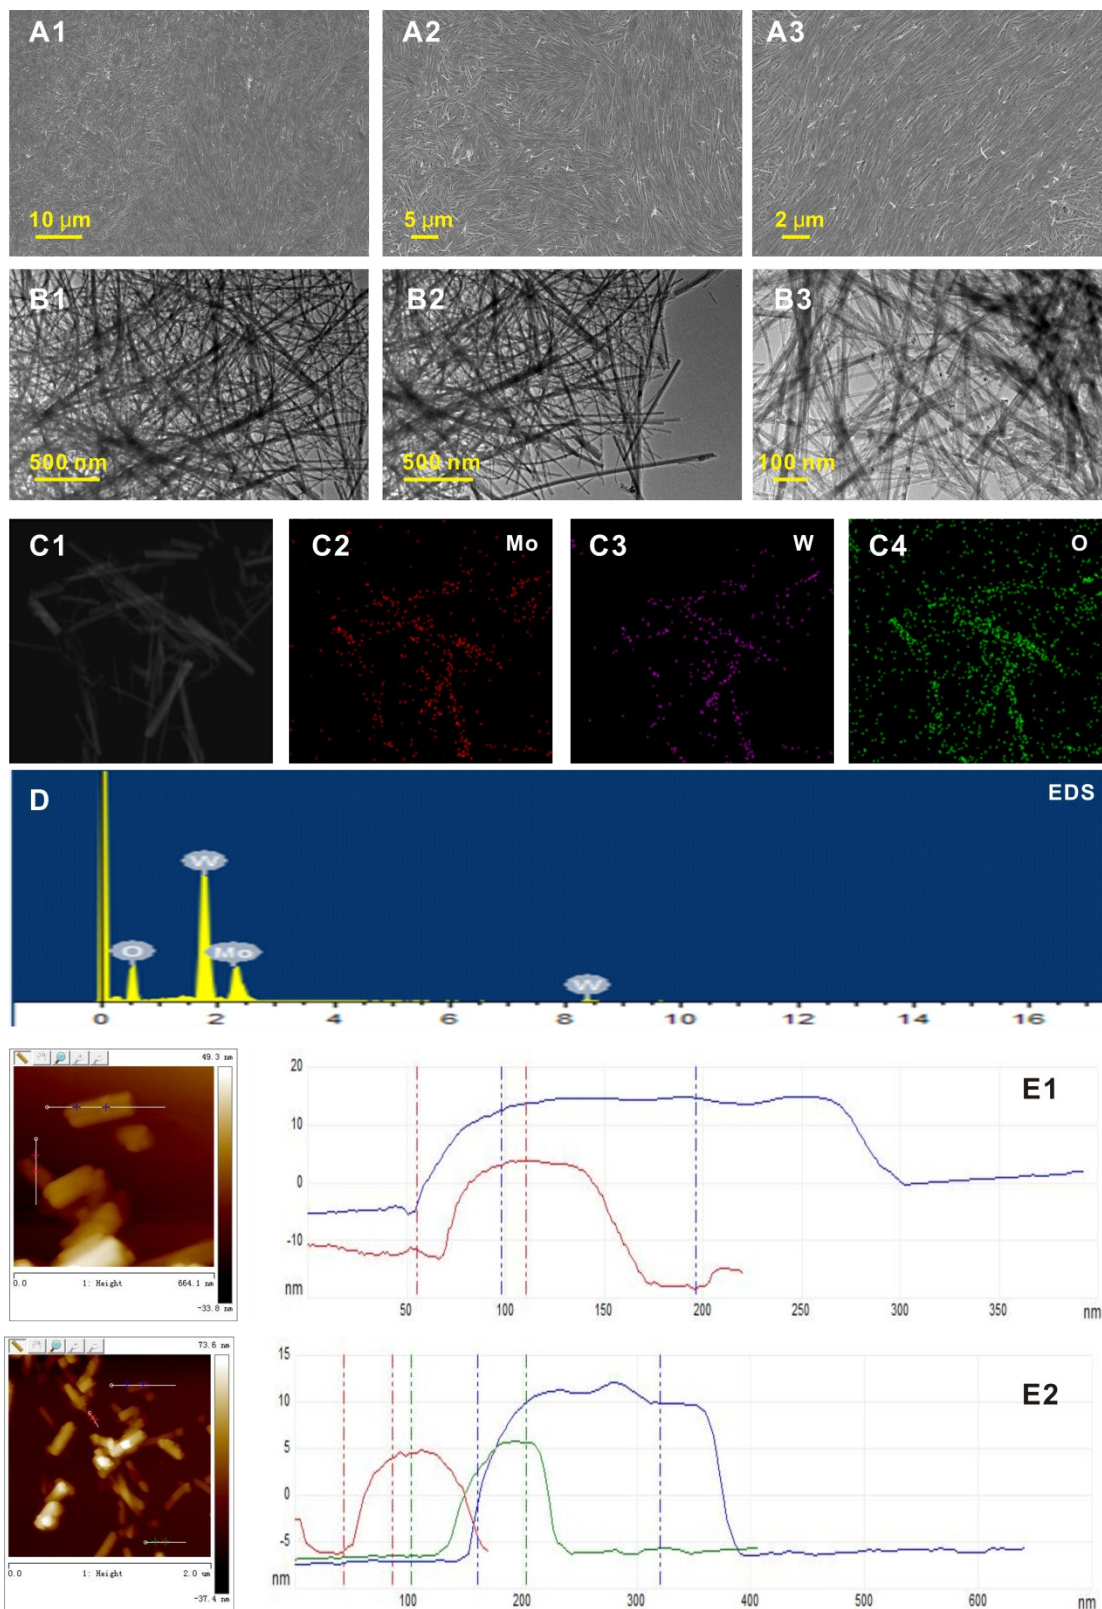 A1
A2
A3
10 µm
5 µm
2 µm
B1
B2
B3
500 nm
500 nm
100 nm
C1
C2 Mo
C3 W
C4 O
D
EDS
W
O
Mo
W
0 2 4 6 8 10 12 14 16
49.3 nm
0.0 1: Height 664.1 nm
-33.8 nm
E1
20
10
0
-10
nm
50 100 150 200 250 300 350 nm
73.6 nm
0.0 1: Height 2.0 um
-37.4 nm
E2
15
10
5
0
-5
nm
100 200 300 400 500 600 nm